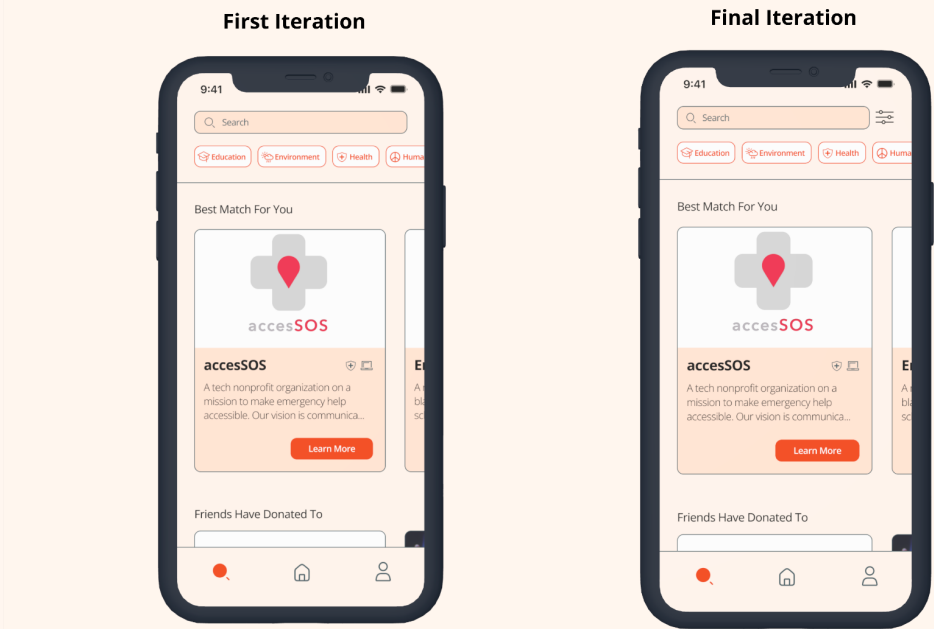 First Iteration
9:41
Search
Education
Environment
Health
Huma
Best Match For You
accesSOS
accesSOS
A tech nonprofit organization on a
mission to make emergency help
accessible. Our vision is communica...
Learn More
Friends Have Donated To
Final Iteration
9:41
Search
Education
Environment
Health
Huma
Best Match For You
accesSOS
accesSOS
A tech nonprofit organization on a
mission to make emergency help
accessible. Our vision is communica...
Learn More
Friends Have Donated To